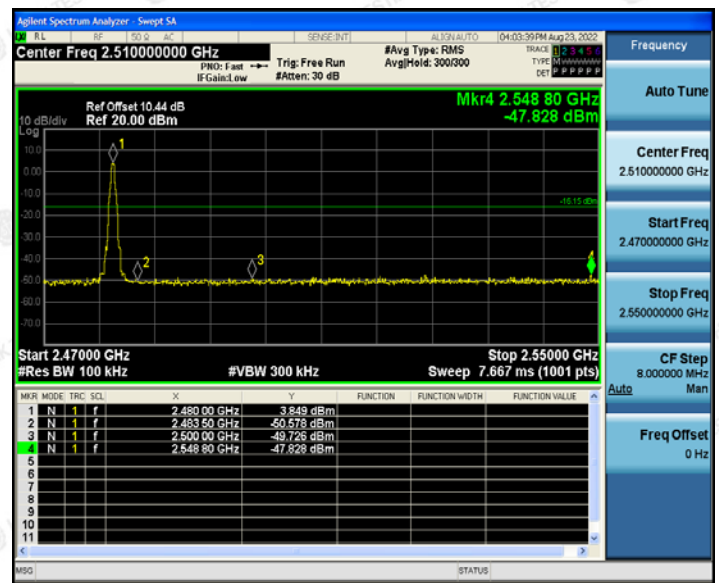 Agilent Spectrum Analyzer - Swept SA
RL RF 50 Ω AC SENSE:INT ALIGN AUTO 04:03:39 PM Aug 23, 2022
Center Freq 2.510000000 GHz
PNO: Fast
IFGain:Low
Trig: Free Run
#Atten: 30 dB
#Avg Type: RMS
Avg|Hold: 300/300
TRACE 1 2 3 4 5 6
TYPE M
DET P P P P P P
Frequency
Auto Tune
Center Freq
2.510000000 GHz
Start Freq
2.470000000 GHz
Stop Freq
2.550000000 GHz
CF Step
8.000000 MHz
Auto Man
Freq Offset
0 Hz
Ref Offset 10.44 dB
Ref 20.00 dBm
10 dB/div
Log
Mkr4 2.548 80 GHz
-47.828 dBm
10.0
0.00
-10.0
-20.0
-30.0
-40.0
-50.0
-60.0
-70.0
1
2
3
4
-16.15 dBm
Start 2.47000 GHz Stop 2.55000 GHz
#Res BW 100 kHz #VBW 300 kHz Sweep 7.667 ms (1001 pts)
MKR MODE TRC SCL X Y FUNCTION FUNCTION WIDTH FUNCTION VALUE
1 N 1 f 2.480 00 GHz 3.849 dBm
2 N 1 f 2.483 50 GHz -50.578 dBm
3 N 1 f 2.500 00 GHz -49.726 dBm
4 N 1 f 2.548 80 GHz -47.828 dBm
5
6
7
8
9
10
11
MSG STATUS